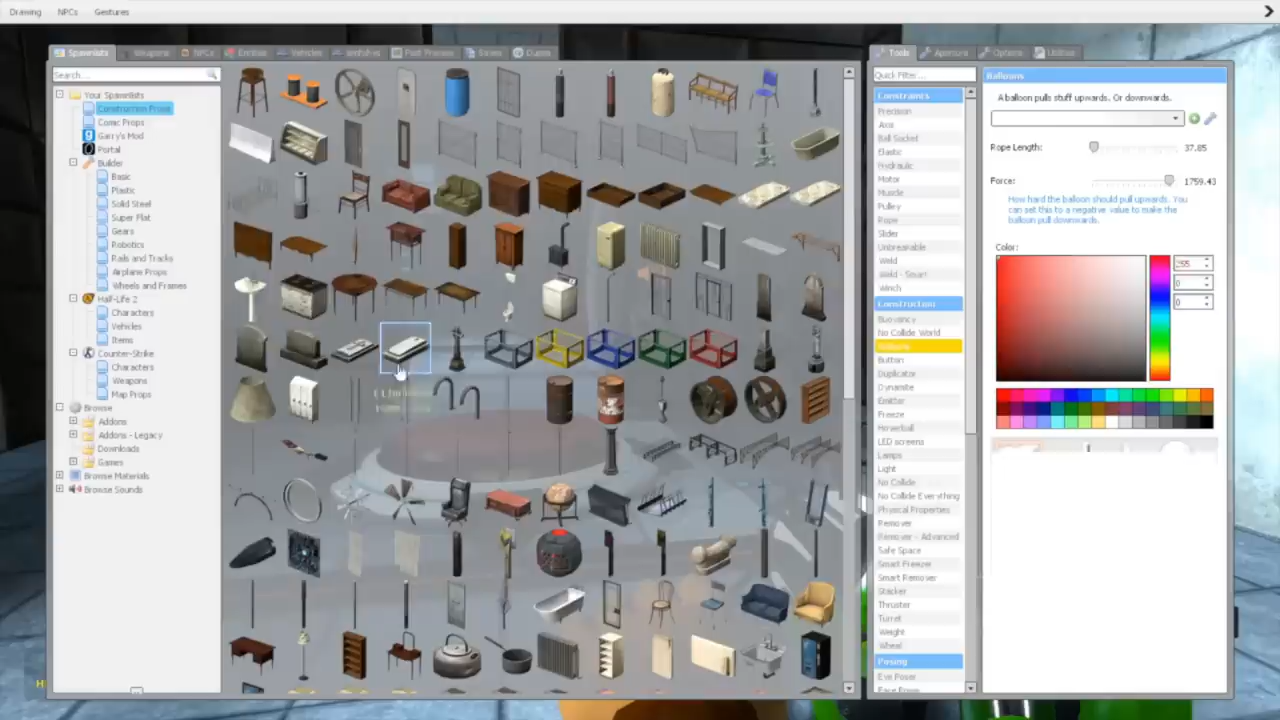 Drawing NPCs Gestures
Spawnlists Weapons NPCs Entities Vehicles Post Process Saves Dupes
Search...
Your Spawnlists
Construction Props
Comic Props
Garry's Mod
Portal
Builder
Basic
Plastic
Solid Steel
Super Flat
Gears
Robotics
Rails and Tracks
Airplane Props
Wheels and Frames
Half-Life 2
Characters
Vehicles
Items
Counter-Strike
Characters
Weapons
Map Props
Browse
Addons
Addons - Legacy
Downloads
Games
Browse Materials
Browse Sounds
Tools Options Utilities
Quick Filter...
Constraints
Precision
Axis
Ball Socket
Elastic
Hydraulic
Motor
Muscle
Pulley
Rope
Slider
Unbreakable
Weld
Weld - Smart
Winch
Construction
Buoyancy
No Collide World
Balloons
Button
Duplicator
Dynamite
Emitter
Freeze
Hoverball
LED screens
Lamps
Light
No Collide
No Collide Everything
Physical Properties
Remover
Remover - Advanced
Safe Space
Smart Freezer
Smart Remover
Stacker
Thruster
Turret
Weight
Wheel
Posing
Eye Poser
Face Poser
Balloons
A balloon pulls stuff upwards. Or downwards.
Rope Length: 37.85
Force: 1759.43
How hard the balloon should pull upwards. You
can set this to a negative value to make the
balloon pull downwards.
Color:
255
0
0